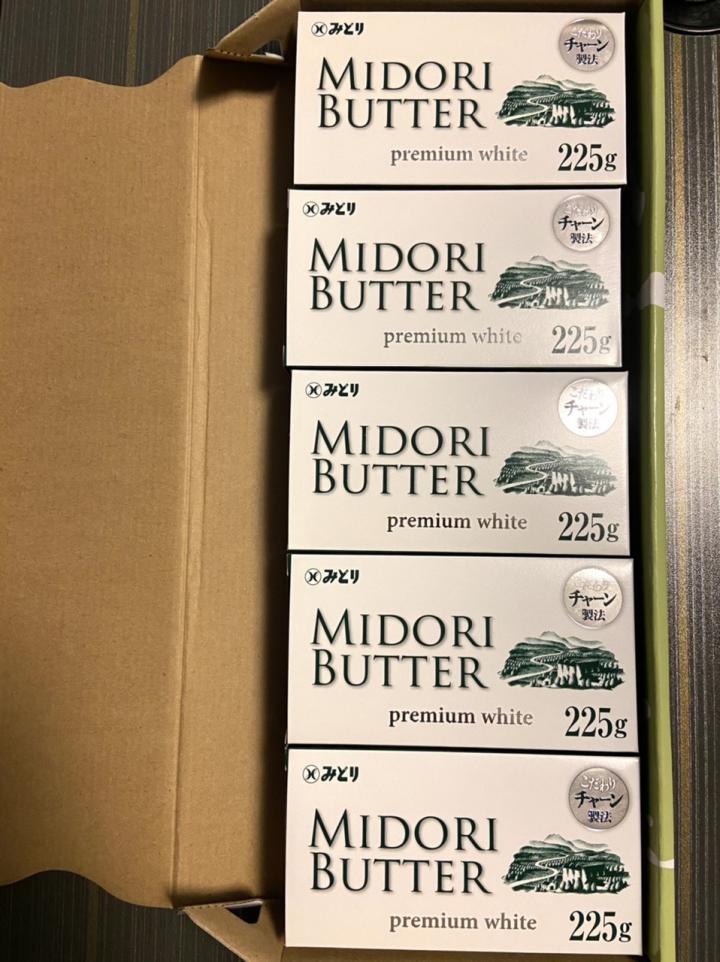 みどり
こだわり
チャーン
製法
MIDORI
BUTTER
premium white
225g
みどり
こだわり
チャーン
製法
MIDORI
BUTTER
premium white
225g
みどり
こだわり
チャーン
製法
MIDORI
BUTTER
premium white
225g
みどり
こだわり
チャーン
製法
MIDORI
BUTTER
premium white
225g
みどり
こだわり
チャーン
製法
MIDORI
BUTTER
premium white
225g